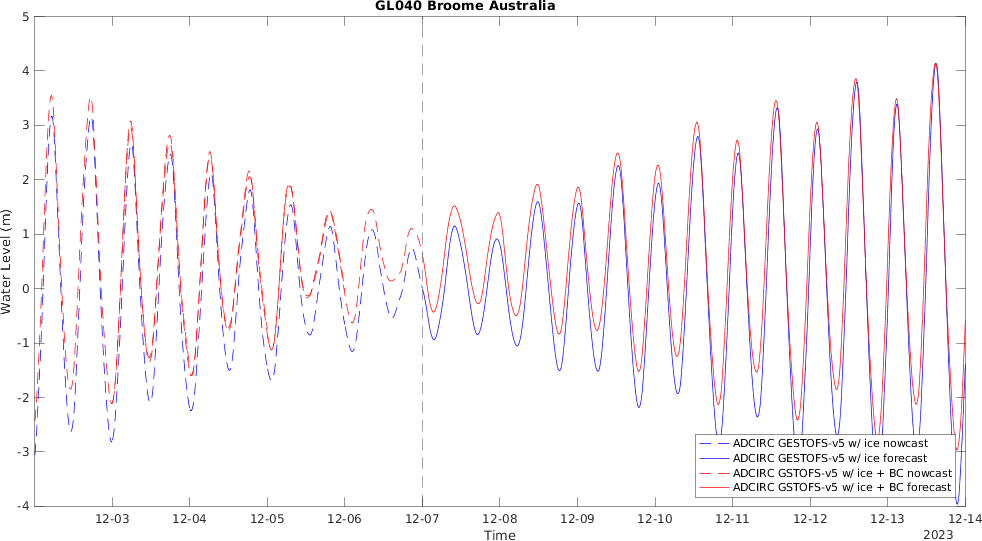 GL040 Broome Australia
Water Level (m)
5
4
3
2
1
0
-1
-2
-3
-4
ADCIRC GESTOFS-v5 w/ ice nowcast
ADCIRC GESTOFS-v5 w/ ice forecast
ADCIRC GSTOFS-v5 w/ ice + BC nowcast
ADCIRC GSTOFS-v5 w/ ice + BC forecast
12-03 12-04 12-05 12-06 12-07 12-08 12-09 12-10 12-11 12-12 12-13 12-14
Time
2023